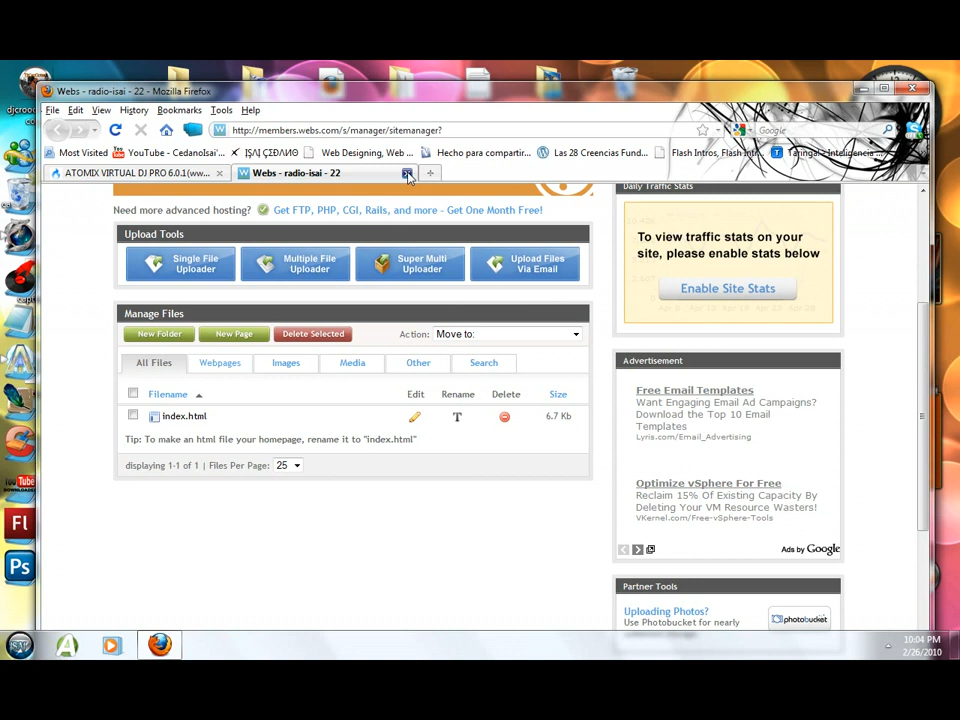 djcroo
Webs - radio-isai - 22 - Mozilla Firefox
File Edit View History Bookmarks Tools Help
http://members.webs.com/s/manager/sitemanager?
Google
Most Visited YouTube - CedanoIsai'... Web Designing, Web ... Hecho para compartir... Las 28 Creencias Fund... Flash Intros, Flash Intr... Taringa! - Inteligencia ...
ATOMIX VIRTUAL DJ PRO 6.0.1(ww... Webs - radio-isai - 22
Need more advanced hosting? Get FTP, PHP, CGI, Rails, and more - Get One Month Free!
Upload Tools
Single File Uploader
Multiple File Uploader
Super Multi Uploader
Upload Files Via Email
Manage Files
New Folder New Page Delete Selected Action: Move to:
All Files Webpages Images Media Other Search
Filename Edit Rename Delete Size
index.html T 6.7 Kb
Tip: To make an html file your homepage, rename it to "index.html"
displaying 1-1 of 1 | Files Per Page: 25
Daily Traffic Stats
To view traffic stats on your
site, please enable stats below
Enable Site Stats
Advertisement
Free Email Templates
Want Engaging Email Ad Campaigns?
Download the Top 10 Email
Templates
Lyris.com/Email_Advertising
Optimize vSphere For Free
Reclaim 15% Of Existing Capacity By
Deleting Your VM Resource Wasters!
VKernel.com/Free-vSphere-Tools
Ads by Google
Partner Tools
Uploading Photos?
Use Photobucket for nearly
photobucket
Fl
Ps
10:04 PM
2/26/2010